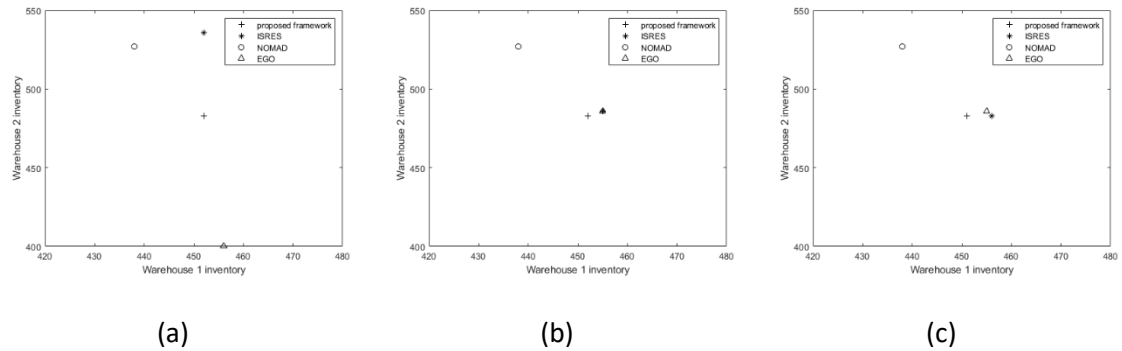 550
500
450
400
Warehouse 2 inventory
420 430 440 450 460 470 480
Warehouse 1 inventory
proposed framework
ISRES
NOMAD
EGO
(a)
550
500
450
400
Warehouse 2 inventory
420 430 440 450 460 470 480
Warehouse 1 inventory
proposed framework
ISRES
NOMAD
EGO
(b)
550
500
450
400
Warehouse 2 inventory
420 430 440 450 460 470 480
Warehouse 1 inventory
proposed framework
ISRES
NOMAD
EGO
(c)